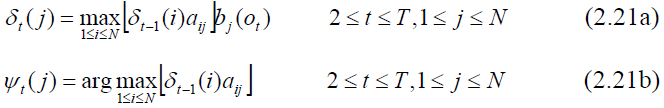 δ_t(j) = max_{1≤i≤N} ⌊δ_{t−1}(i)a_{ij}⌋ b_j(o_t)   2 ≤ t ≤ T, 1 ≤ j ≤ N   (2.21a)
ψ_t(j) = arg max_{1≤i≤N} ⌊δ_{t−1}(i)a_{ij}⌋   2 ≤ t ≤ T, 1 ≤ j ≤ N   (2.21b)